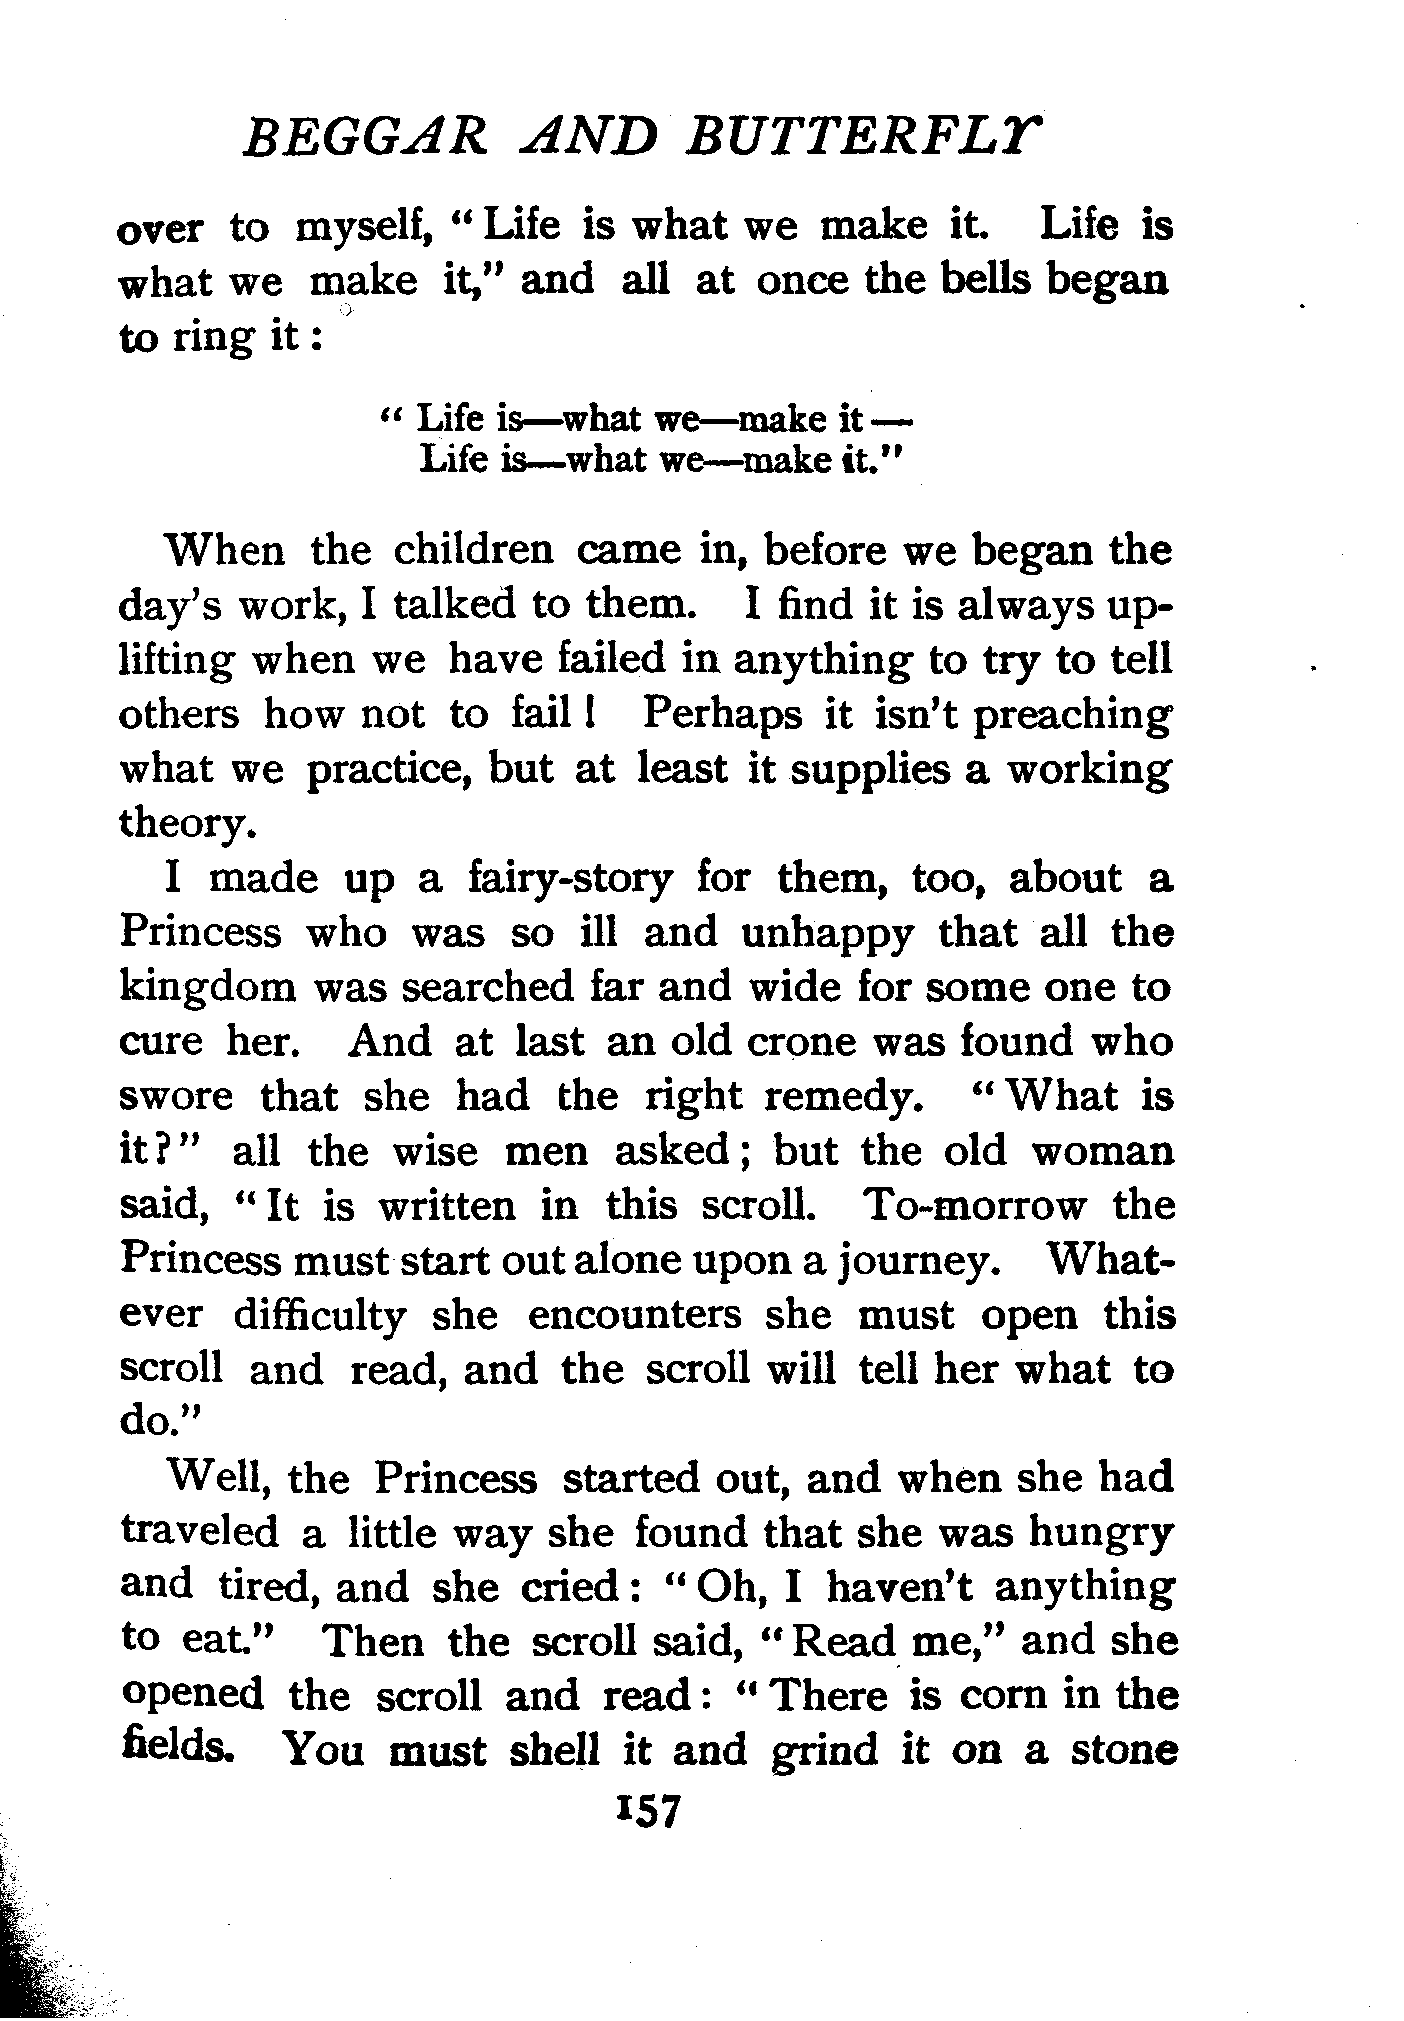 BEGGAR AND BUTTERFLY
over to myself, "Life is what we make it. Life is
what we make it," and all at once the bells began
to ring it:
"Life is—what we—make it—
Life is—what we—make it."
When the children came in, before we began the
day's work, I talked to them. I find it is always up-
lifting when we have failed in anything to try to tell
others how not to fail! Perhaps it isn't preaching
what we practice, but at least it supplies a working
theory.
I made up a fairy-story for them, too, about a
Princess who was so ill and unhappy that all the
kingdom was searched far and wide for some one to
cure her. And at last an old crone was found who
swore that she had the right remedy. "What is
it?" all the wise men asked; but the old woman
said, "It is written in this scroll. To-morrow the
Princess must start out alone upon a journey. What-
ever difficulty she encounters she must open this
scroll and read, and the scroll will tell her what to
do."
Well, the Princess started out, and when she had
traveled a little way she found that she was hungry
and tired, and she cried: "Oh, I haven't anything
to eat." Then the scroll said, "Read me," and she
opened the scroll and read: "There is corn in the
fields. You must shell it and grind it on a stone
157